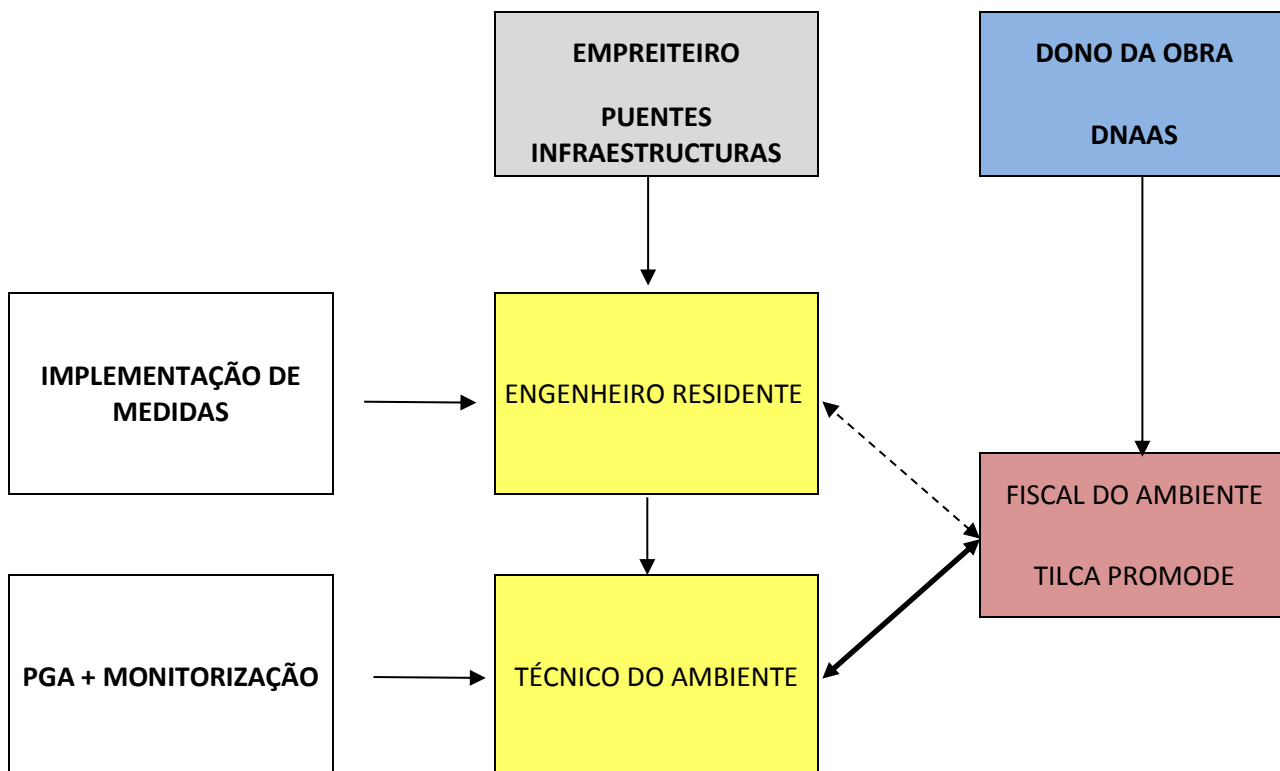 EMPREITEIRO
PUENTES
INFRAESTRUCTURAS
DONO DA OBRA
DNAAS
IMPLEMENTAÇÃO DE
MEDIDAS
ENGENHEIRO RESIDENTE
FISCAL DO AMBIENTE
TILCA PROMODE
PGA + MONITORIZAÇÃO
TÉCNICO DO AMBIENTE